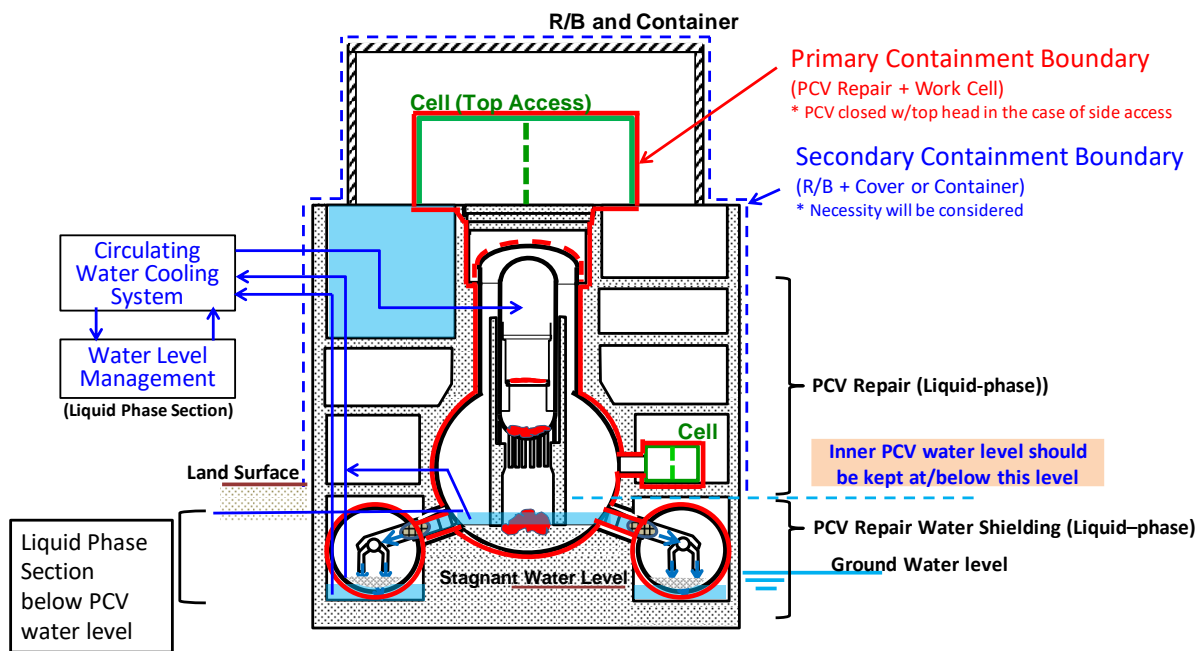 R/B and Container
Primary Containment Boundary
(PCV Repair + Work Cell)
* PCV closed w/top head in the case of side access
Cell (Top Access)
Secondary Containment Boundary
(R/B + Cover or Container)
* Necessity will be considered
Circulating
Water Cooling
System
Water Level
Management
(Liquid Phase Section)
PCV Repair (Liquid-phase))
Cell
Inner PCV water level should
be kept at/below this level
Land Surface
PCV Repair Water Shielding (Liquid–phase)
Liquid Phase
Section
below PCV
water level
Stagnant Water Level
Ground Water level